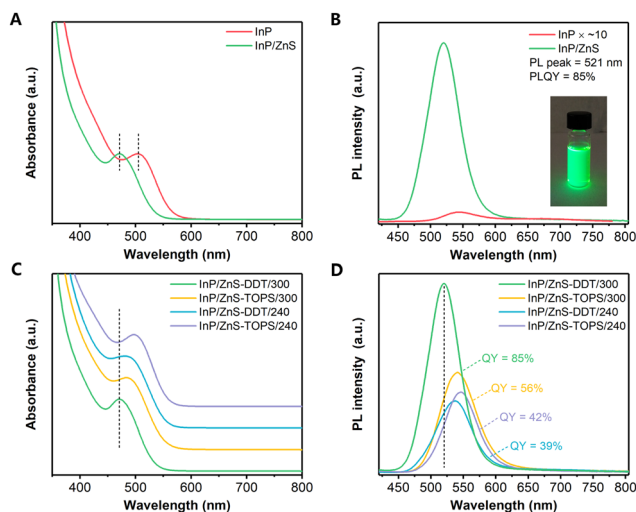 A
InP
InP/ZnS
Absorbance (a.u.)
400 500 600 700 800
Wavelength (nm)
B
InP × ~10
InP/ZnS
PL peak = 521 nm
PLQY = 85%
PL intensity (a.u.)
450 500 550 600 650 700 750 800
Wavelength (nm)
C
InP/ZnS-DDT/300
InP/ZnS-TOPS/300
InP/ZnS-DDT/240
InP/ZnS-TOPS/240
Absorbance (a.u.)
400 500 600 700 800
Wavelength (nm)
D
InP/ZnS-DDT/300
InP/ZnS-TOPS/300
InP/ZnS-DDT/240
InP/ZnS-TOPS/240
QY = 85%
QY = 56%
QY = 42%
QY = 39%
PL intensity (a.u.)
450 500 550 600 650 700 750 800
Wavelength (nm)